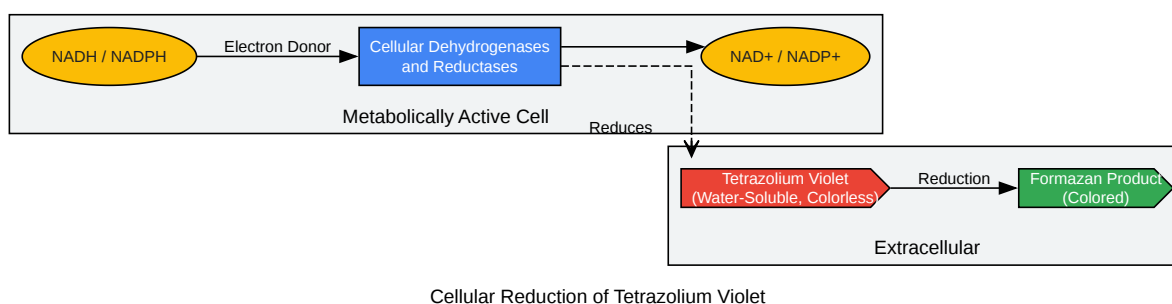 NADH / NADPH
Electron Donor
Cellular Dehydrogenases
and Reductases
NAD+ / NADP+
Metabolically Active Cell
Reduces
Tetrazolium Violet
(Water-Soluble, Colorless)
Reduction
Formazan Product
(Colored)
Extracellular
Cellular Reduction of Tetrazolium Violet